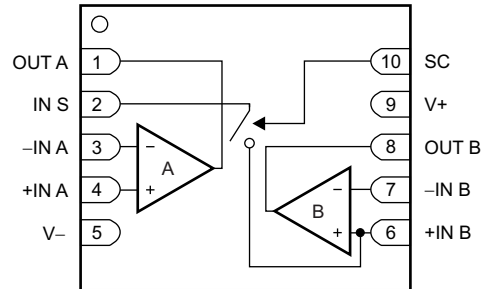 OUT A 1
IN S 2
−IN A 3
+IN A 4
V− 5
10 SC
9 V+
8 OUT B
7 −IN B
6 +IN B
− A +
− B +